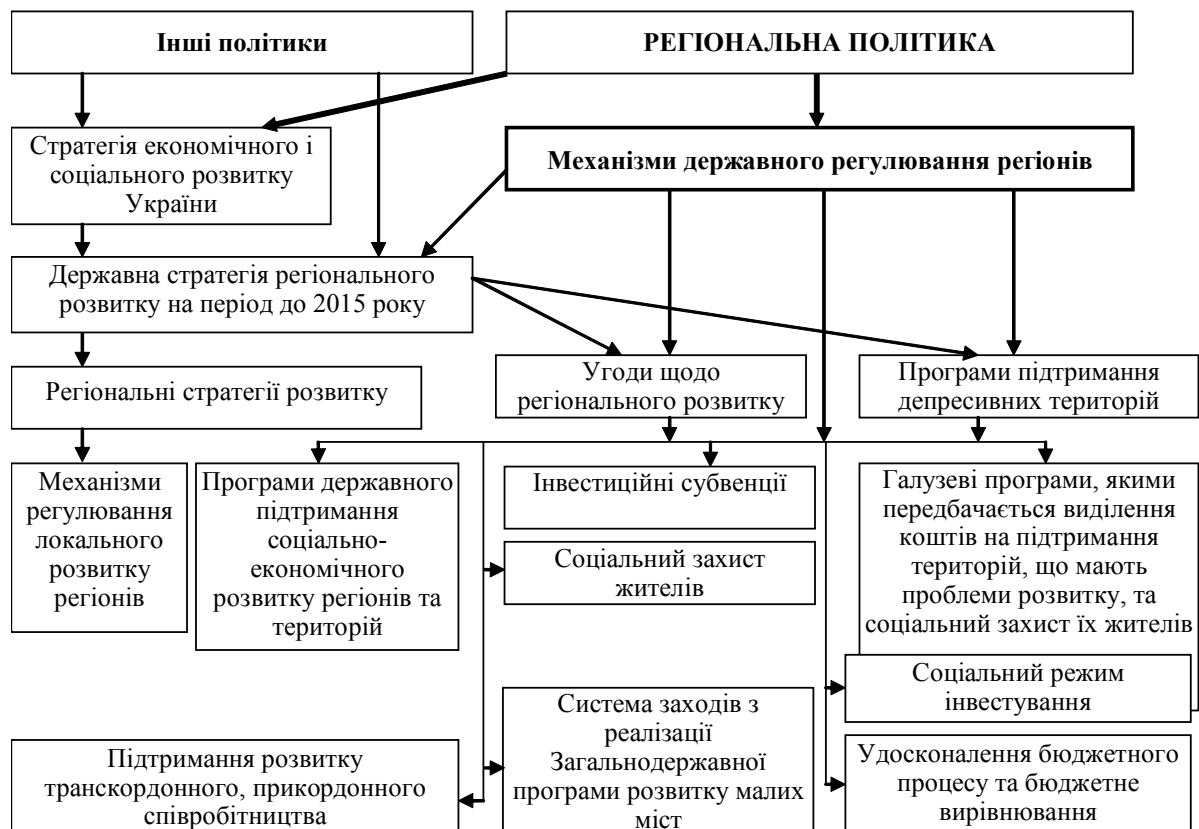 Інші політики
РЕГІОНАЛЬНА ПОЛІТИКА
Стратегія економічного і
соціального розвитку
України
Механізми державного регулювання регіонів
Державна стратегія регіонального
розвитку на період до 2015 року
Регіональні стратегії розвитку
Угоди щодо
регіонального розвитку
Програми підтримання
депресивних територій
Механізми
регулювання
локального
розвитку
регіонів
Програми державного
підтримання
соціально-
економічного
розвитку регіонів та
територій
Інвестиційні субвенції
Соціальний захист
жителів
Галузеві програми, якими
передбачається виділення
коштів на підтримання
територій, що мають
проблеми розвитку, та
соціальний захист їх жителів
Соціальний режим
інвестування
Підтримання розвитку
транскордонного, прикордонного
співробітництва
Система заходів з
реалізації
Загальнодержавної
програми розвитку малих
міст
Удосконалення бюджетного
процесу та бюджетне
вирівнювання